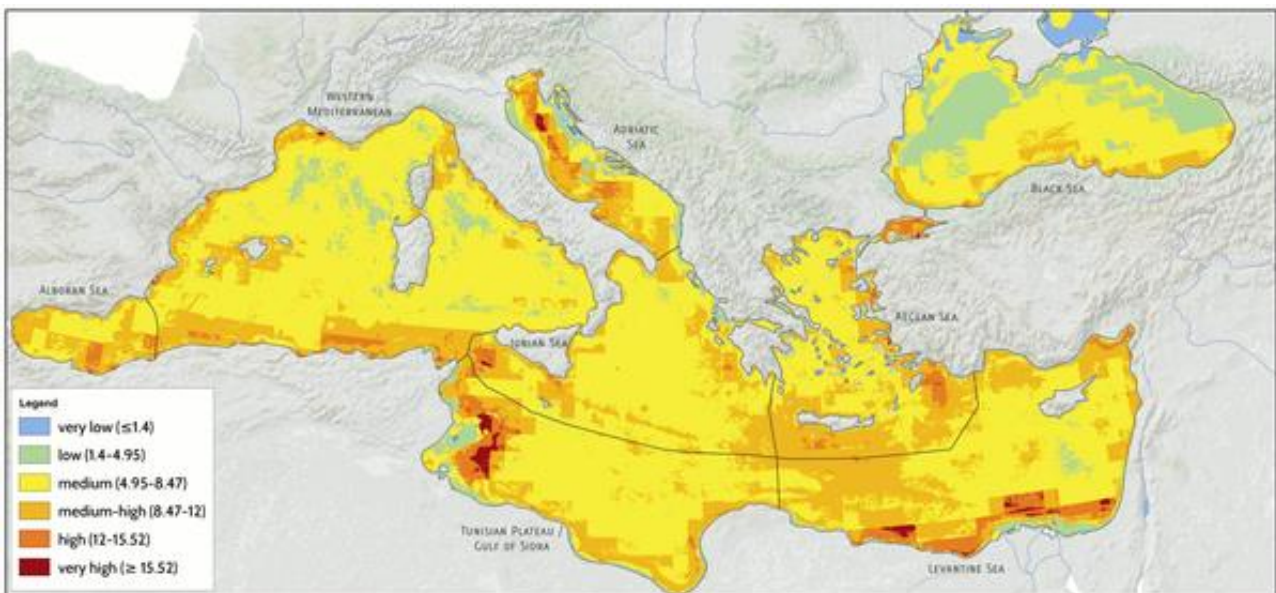 WESTERN
MEDITERRANEAN
ADRIATIC
SEA
BLACK SEA
ALBORAN SEA
AEGEAN SEA
IONIAN SEA
TUNISIAN PLATEAU /
GULF OF SIDRA
LEVANTINE SEA
Legend
very low (≤1.4)
low (1.4-4.95)
medium (4.95-8.47)
medium-high (8.47-12)
high (12-15.52)
very high (≥ 15.52)